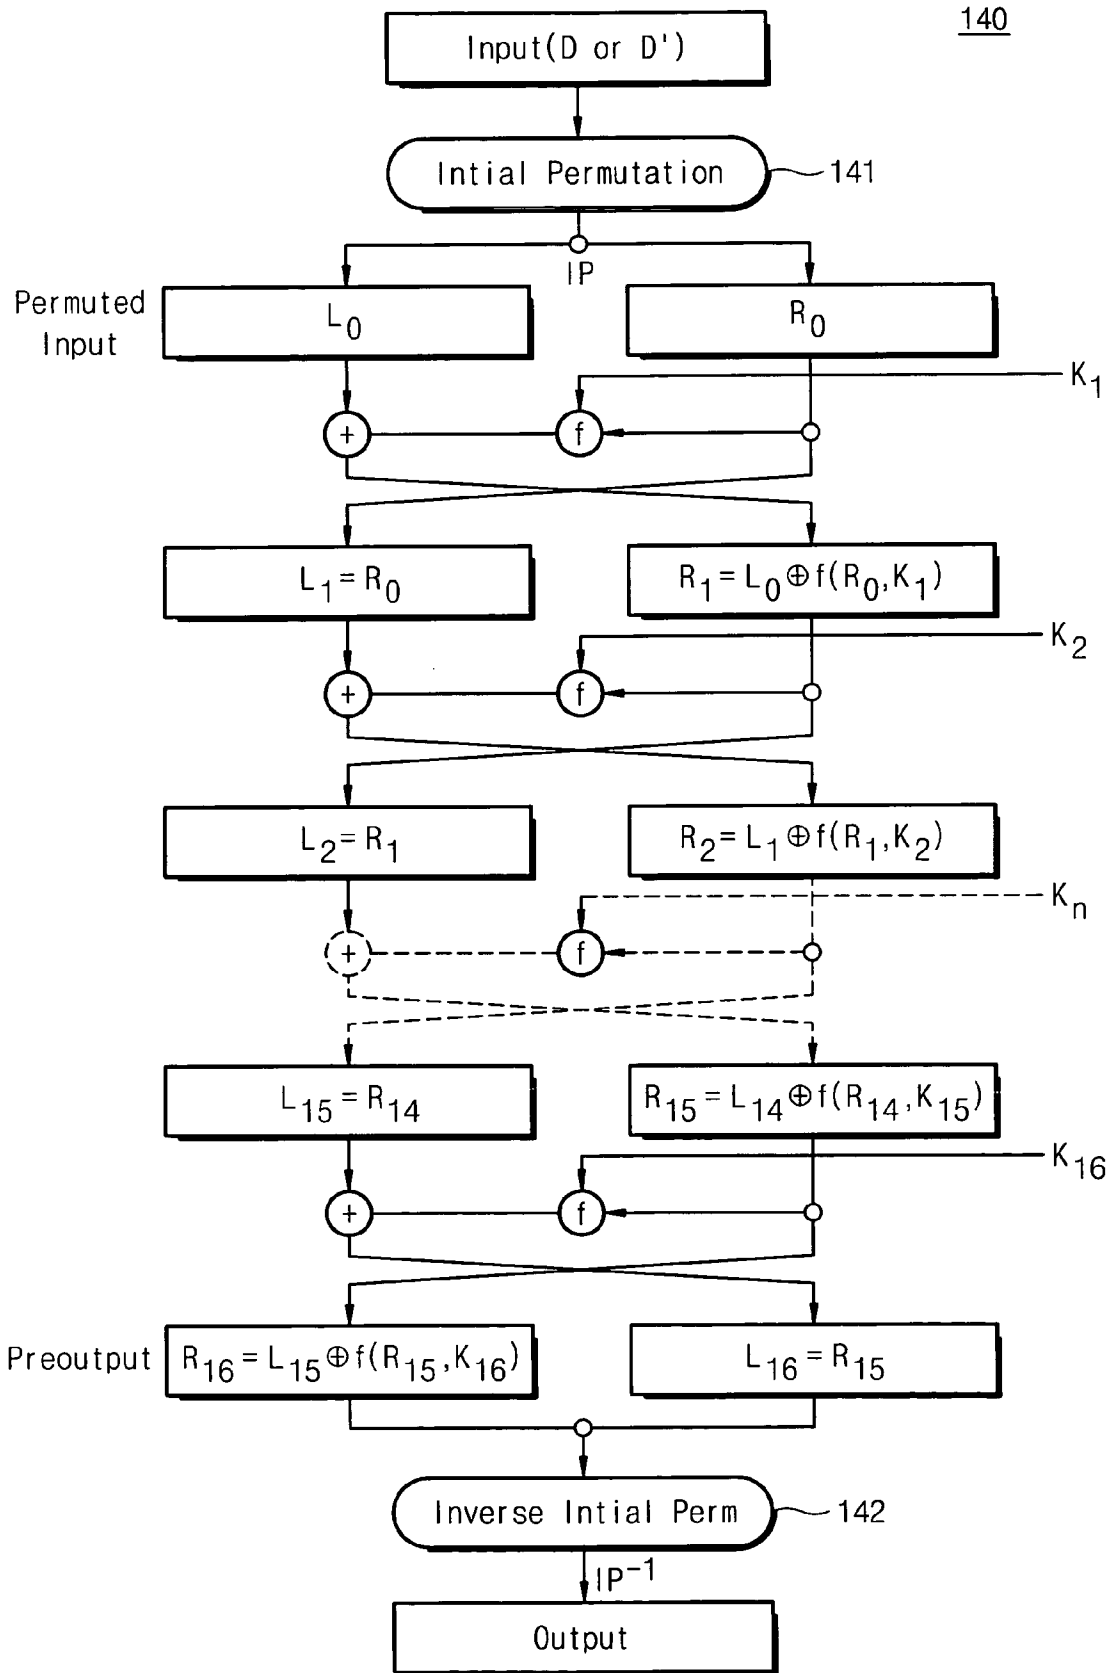 140
Input(D or D')
Intial Permutation
141
IP
Permuted
Input
L0
R0
K1
+
f
L1=R0
R1=L0⊕f(R0,K1)
K2
+
f
L2=R1
R2=L1⊕f(R1,K2)
Kn
+
f
L15=R14
R15=L14⊕f(R14,K15)
K16
+
f
Preoutput
R16=L15⊕f(R15,K16)
L16=R15
Inverse Intial Perm
142
IP-1
Output